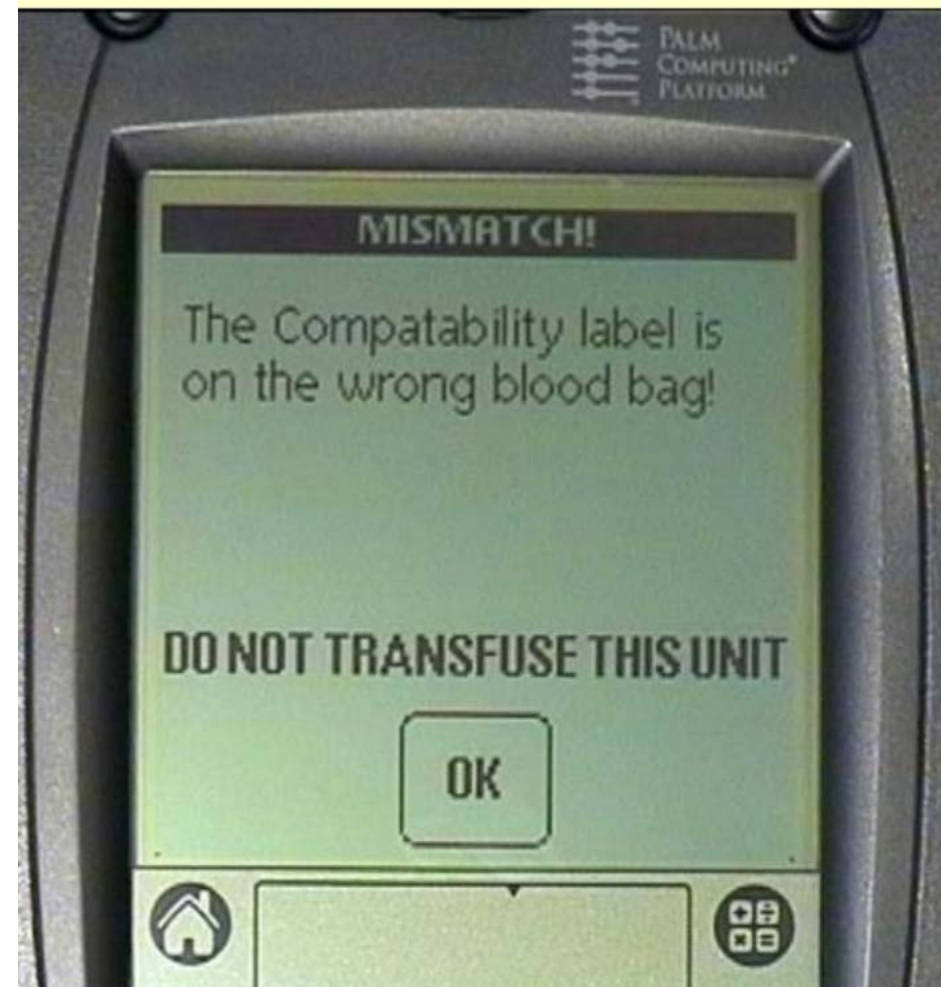 PALM
COMPUTING®
PLATFORM
MISMATCH!
The Compatability label is
on the wrong blood bag!
DO NOT TRANSFUSE THIS UNIT
OK